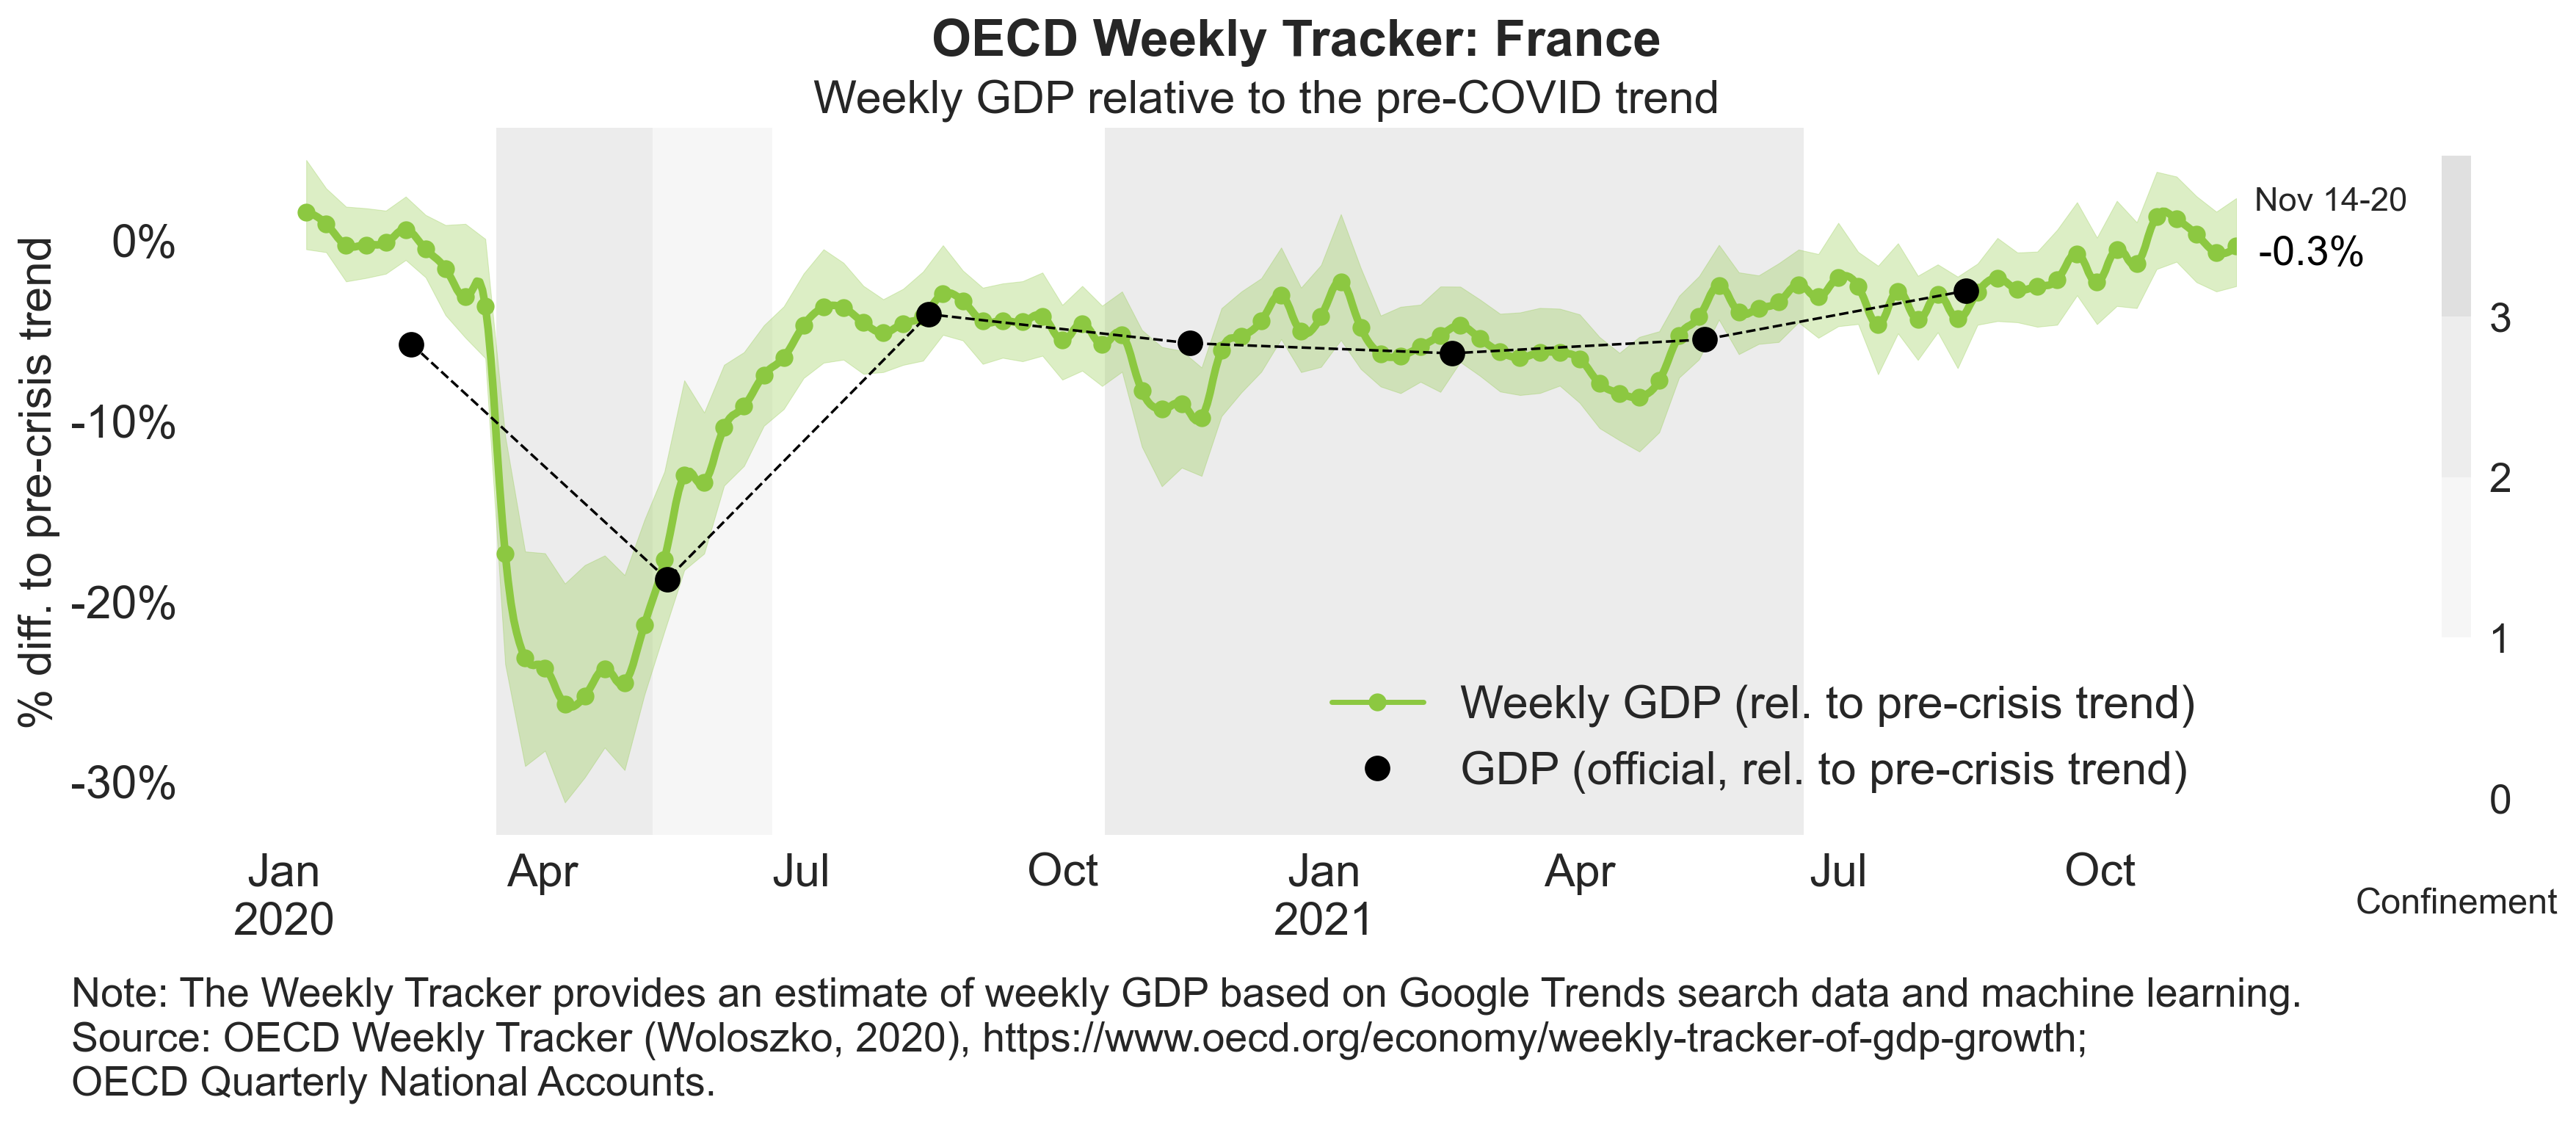 OECD Weekly Tracker: France
Weekly GDP relative to the pre-COVID trend
% diff. to pre-crisis trend
0%
-10%
-20%
-30%
Nov 14-20
-0.3%
3
2
1
0
Confinement
Weekly GDP (rel. to pre-crisis trend)
GDP (official, rel. to pre-crisis trend)
Jan Apr Jul Oct Jan Apr Jul Oct
2020 2021
Note: The Weekly Tracker provides an estimate of weekly GDP based on Google Trends search data and machine learning.
Source: OECD Weekly Tracker (Woloszko, 2020), https://www.oecd.org/economy/weekly-tracker-of-gdp-growth;
OECD Quarterly National Accounts.